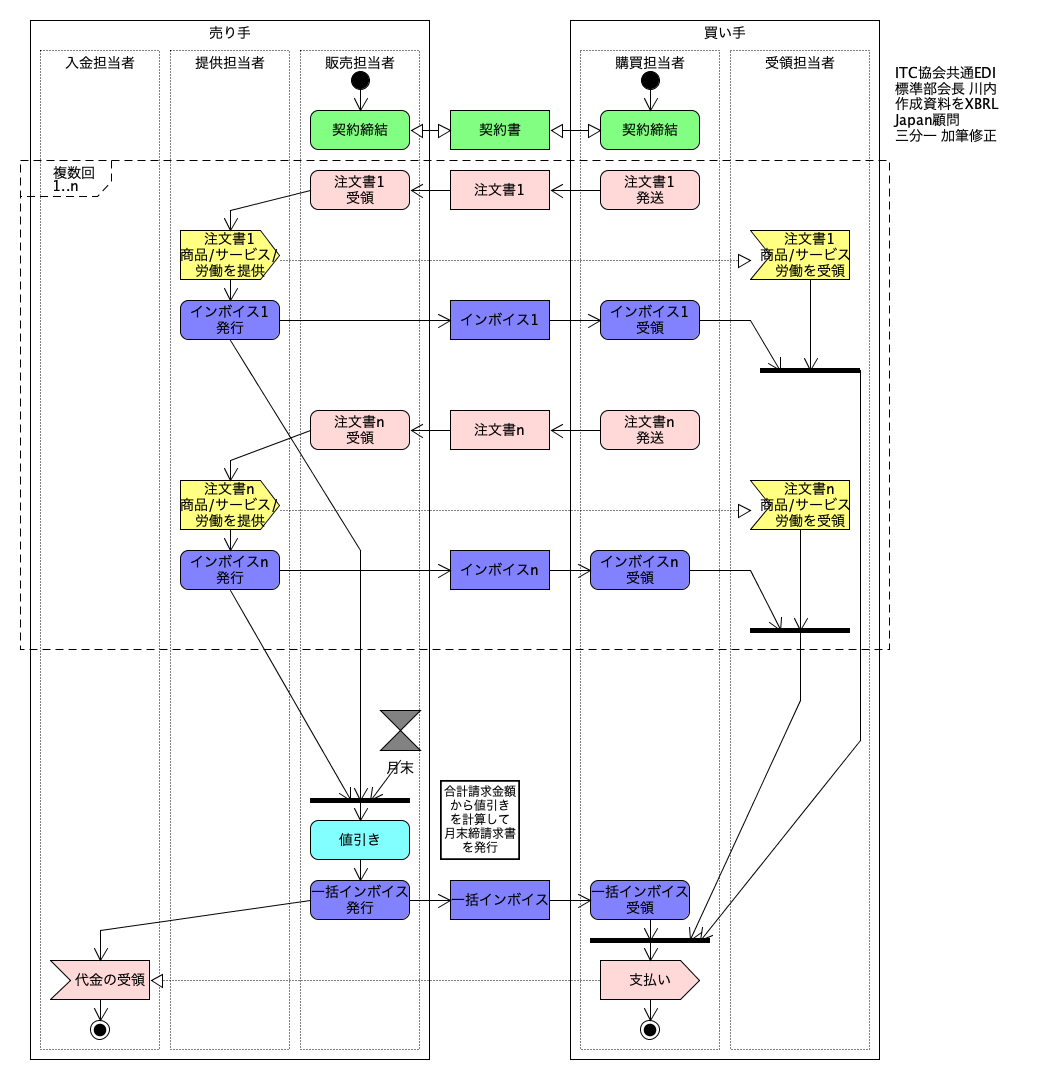 売り手
買い手
入金担当者
提供担当者
販売担当者
購買担当者
受領担当者
ITC協会共通EDI
標準部会長 川内
作成資料をXBRL
Japan顧問
三分一 加筆修正
契約締結
契約書
契約締結
複数回
1..n
注文書1
受領
注文書1
注文書1
発送
注文書1
商品/サービス/
労働を提供
注文書1
商品/サービス
労働を受領
インボイス1
発行
インボイス1
インボイス1
受領
注文書n
受領
注文書n
注文書n
発送
注文書n
商品/サービス/
労働を提供
注文書n
商品/サービス
労働を受領
インボイスn
発行
インボイスn
インボイスn
受領
月末
合計請求金額
から値引き
を計算して
月末締請求書
を発行
値引き
一括インボイス
発行
一括インボイス
一括インボイス
受領
代金の受領
支払い